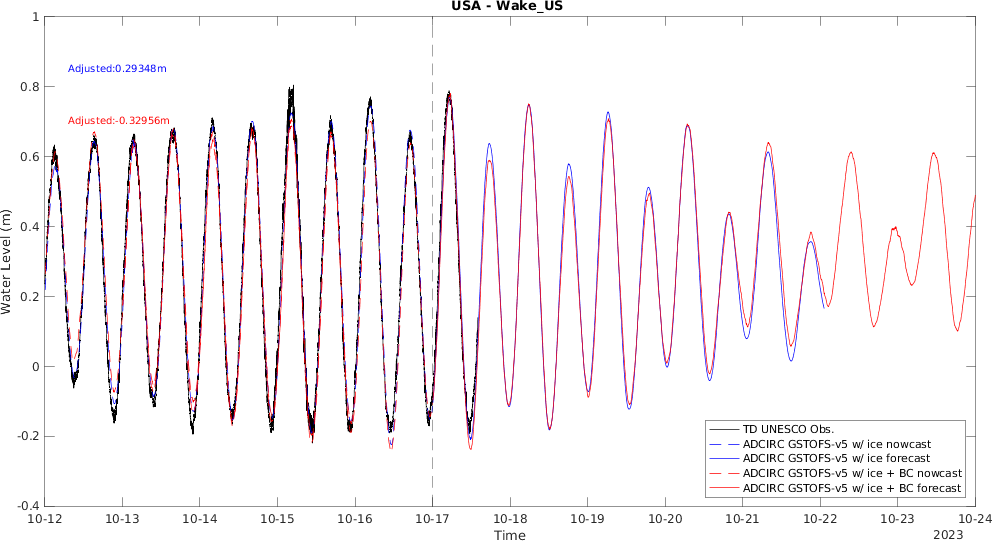 USA - Wake_US
1
0.8
0.6
0.4
0.2
0
-0.2
-0.4
Water Level (m)
Adjusted:0.29348m
Adjusted:-0.32956m
TD UNESCO Obs.
ADCIRC GSTOFS-v5 w/ ice nowcast
ADCIRC GSTOFS-v5 w/ ice forecast
ADCIRC GSTOFS-v5 w/ ice + BC nowcast
ADCIRC GSTOFS-v5 w/ ice + BC forecast
10-12 10-13 10-14 10-15 10-16 10-17 10-18 10-19 10-20 10-21 10-22 10-23 10-24
Time
2023